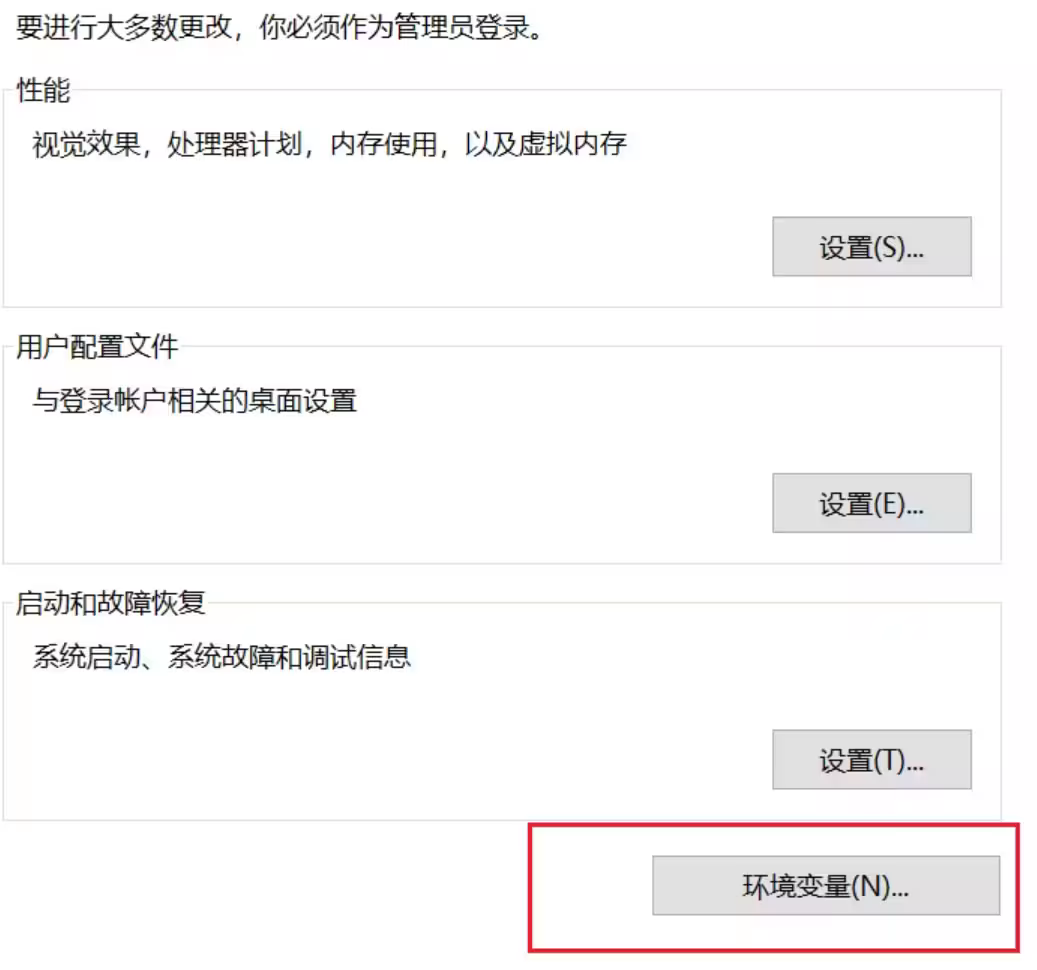 要进行大多数更改，你必须作为管理员登录。
性能
视觉效果，处理器计划，内存使用，以及虚拟内存
设置(S)...
用户配置文件
与登录帐户相关的桌面设置
设置(E)...
启动和故障恢复
系统启动、系统故障和调试信息
设置(T)...
环境变量(N)...